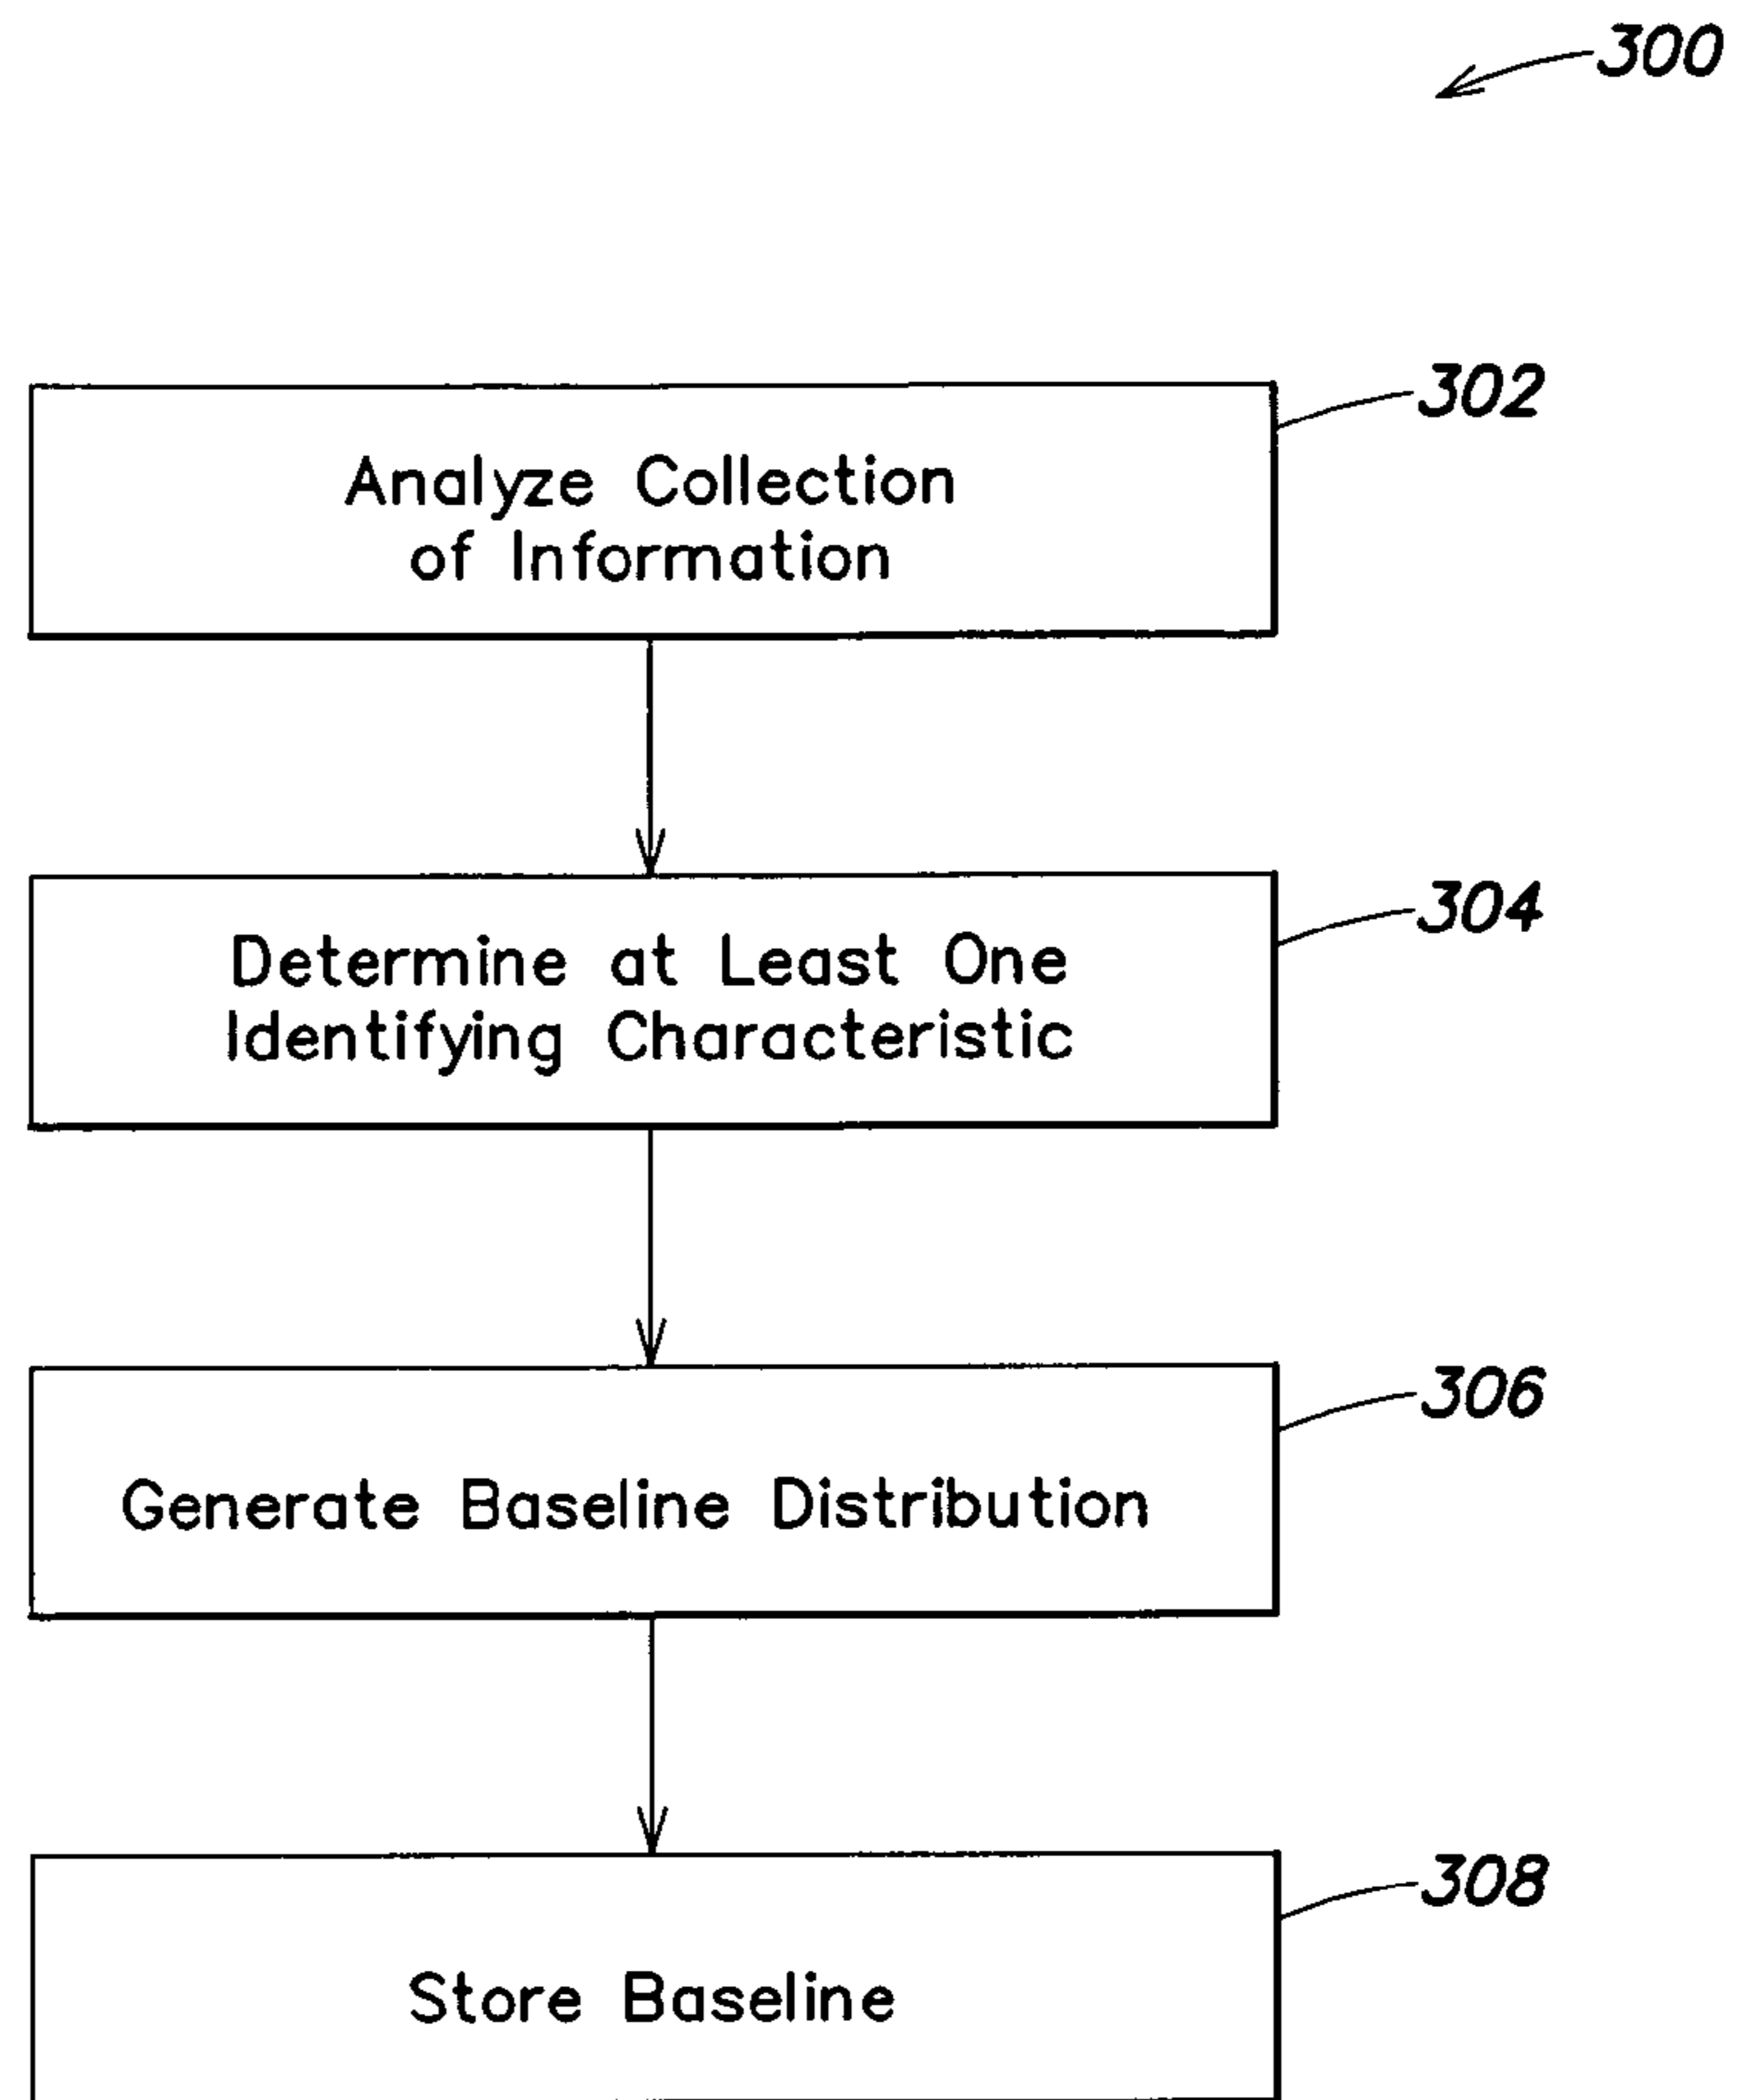 300
302
Analyze Collection
of Information
304
Determine at Least One
Identifying Characteristic
306
Generate Baseline Distribution
308
Store Baseline